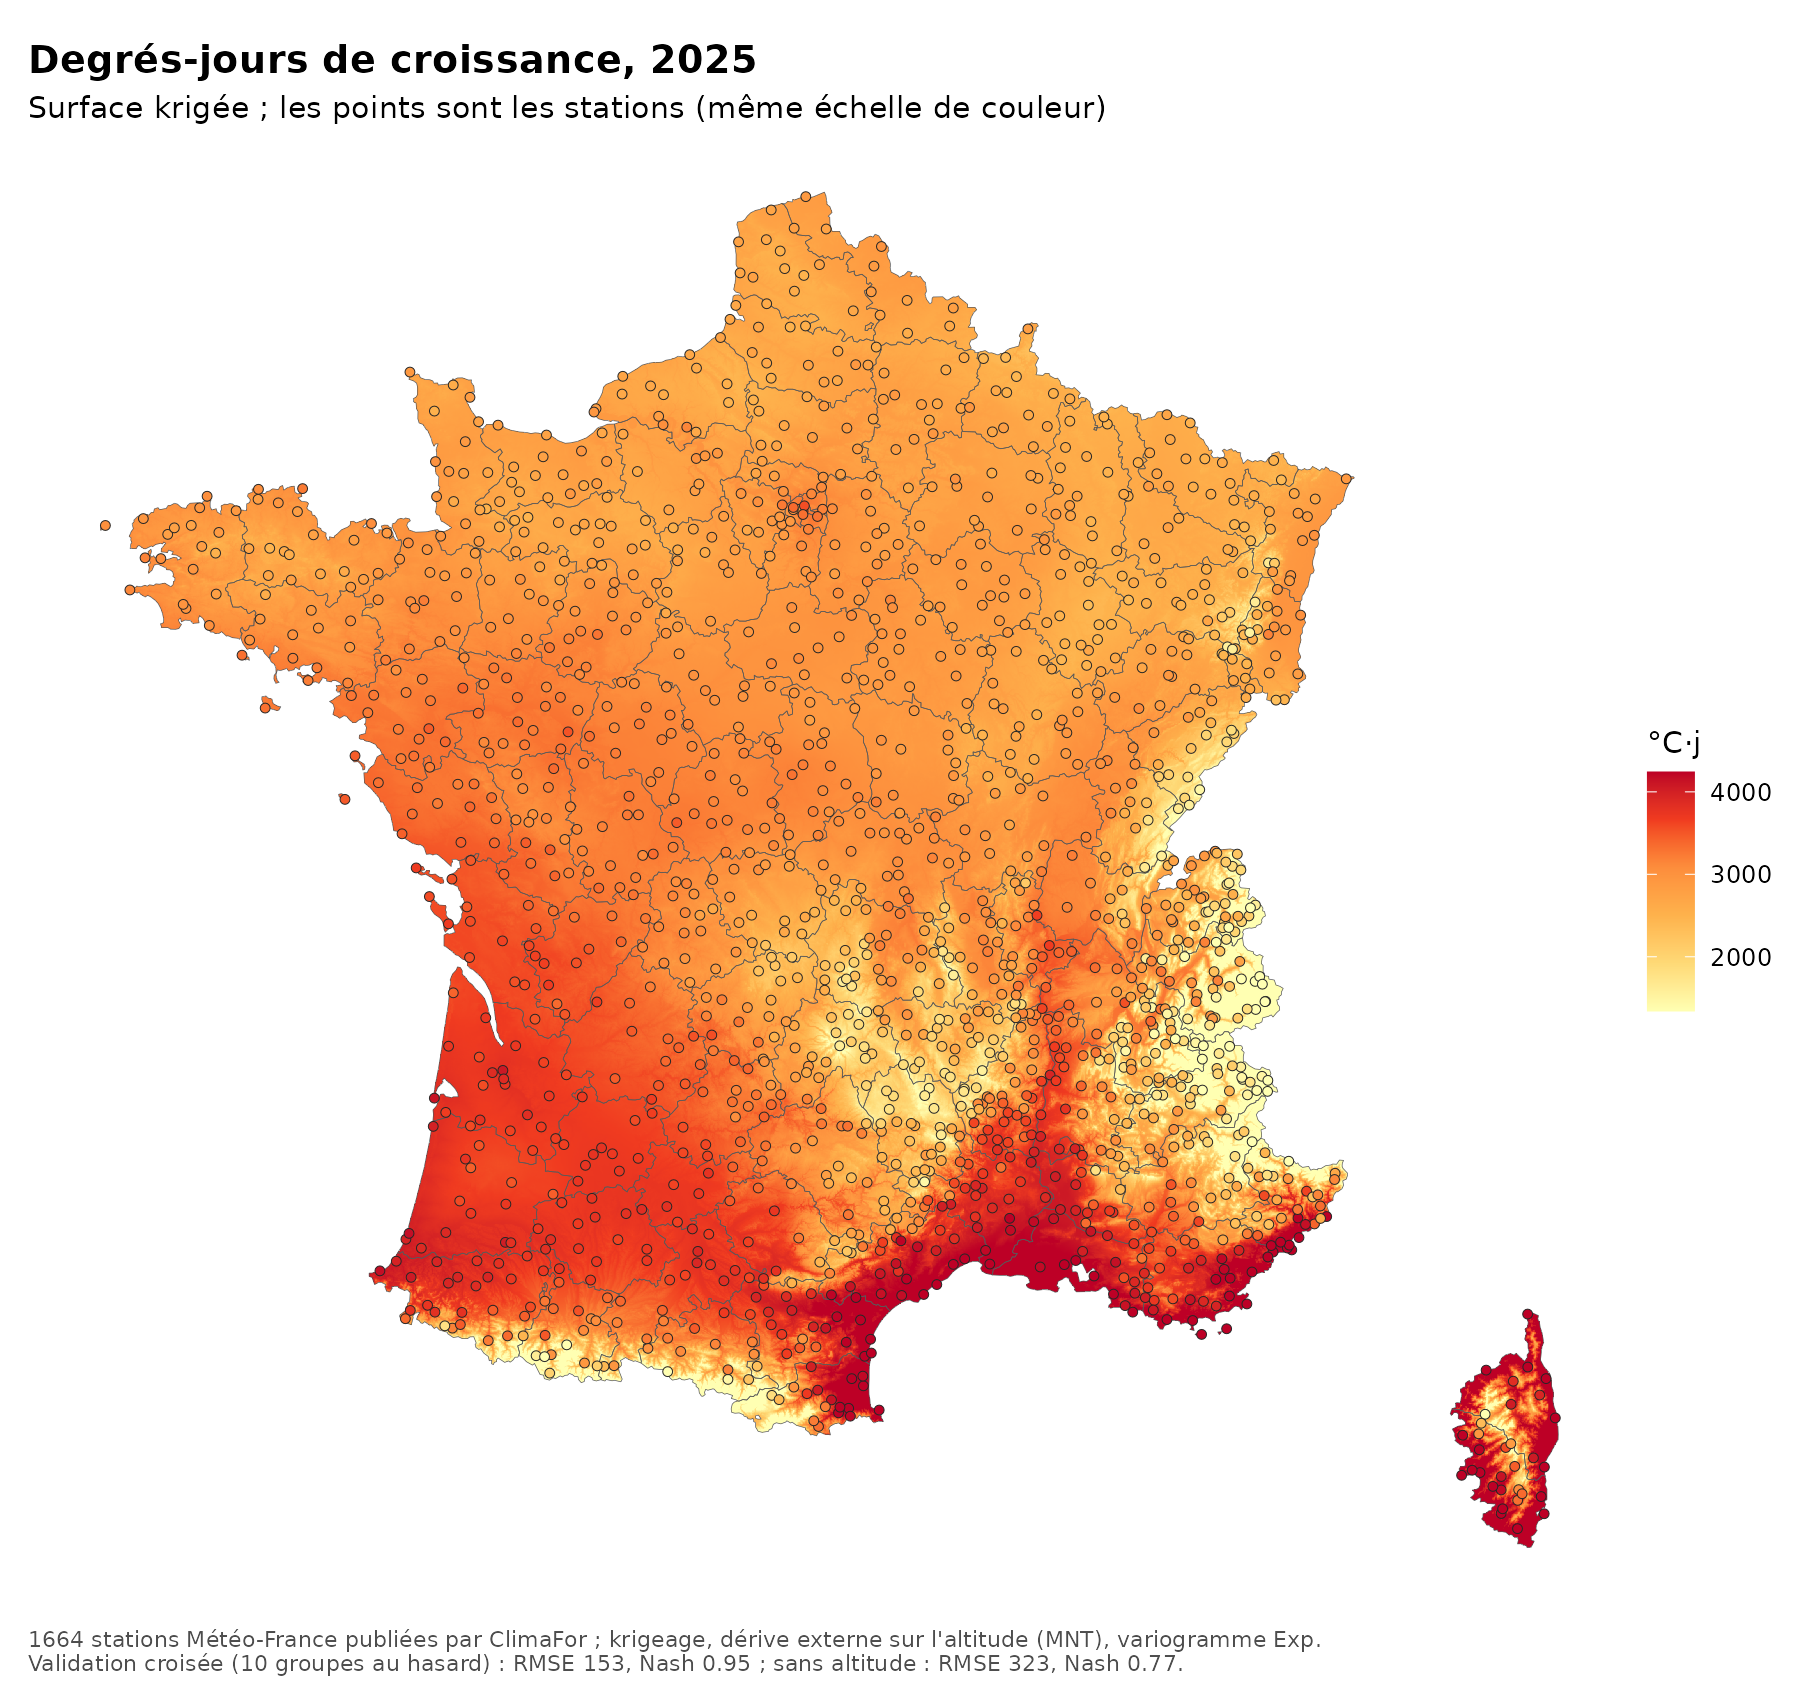 Degrés-jours de croissance, 2025
Surface krigée ; les points sont les stations (même échelle de couleur)
°C·j
4000
3000
2000
1664 stations Météo-France publiées par ClimaFor ; krigeage, dérive externe sur l'altitude (MNT), variogramme Exp.
Validation croisée (10 groupes au hasard) : RMSE 153, Nash 0.95 ; sans altitude : RMSE 323, Nash 0.77.